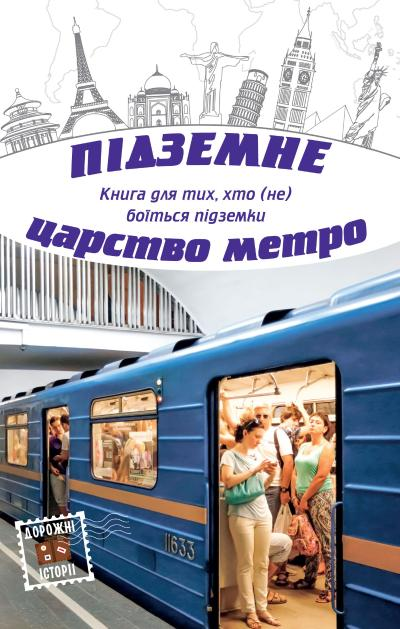 ПІДЗЕМНЕ
Книга для тих, хто (не)
боїться підземки
царство метро
11633
ДОРОЖНІ
ІСТОРІЇ